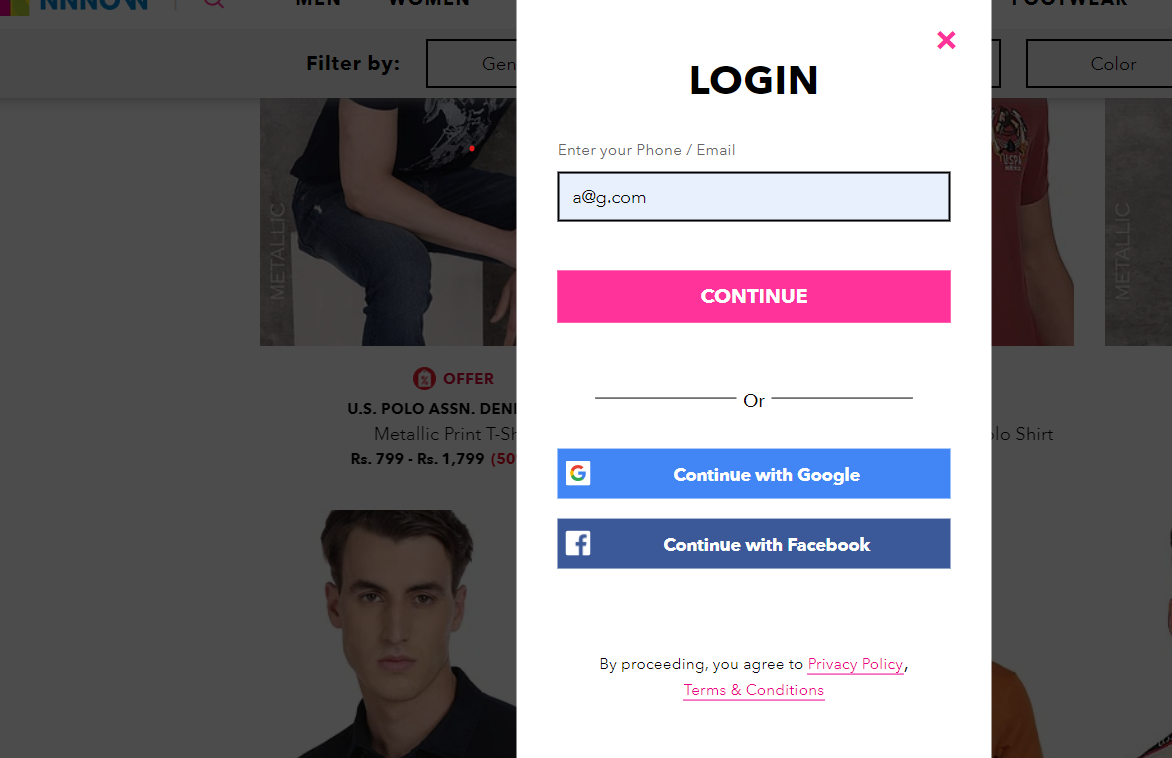 NNNOW
MEN
WOMEN
FOOTWEAR
Filter by:
Gen
Color
LOGIN
Enter your Phone / Email
a@g.com
CONTINUE
Or
Continue with Google
Continue with Facebook
By proceeding, you agree to Privacy Policy,
Terms & Conditions
METALLIC
METALLIC
USPA
OFFER
U.S. POLO ASSN. DENI
Metallic Print T-Sh
Rs. 799 - Rs. 1,799 (50
olo Shirt